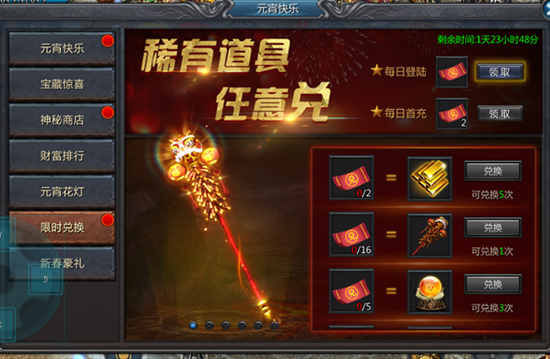 元宵快乐
元宵快乐
宝藏惊喜
神秘商店
财富排行
元宵花灯
限时兑换
新春豪礼
D
稀有道具
任意兑
剩余时间:1天23小时48分
每日登陆
领取
每日首充
2
领取
0/2
=
兑换
可兑换5次
0/16
=
兑换
可兑换1次
0/5
=
兑换
可兑换3次